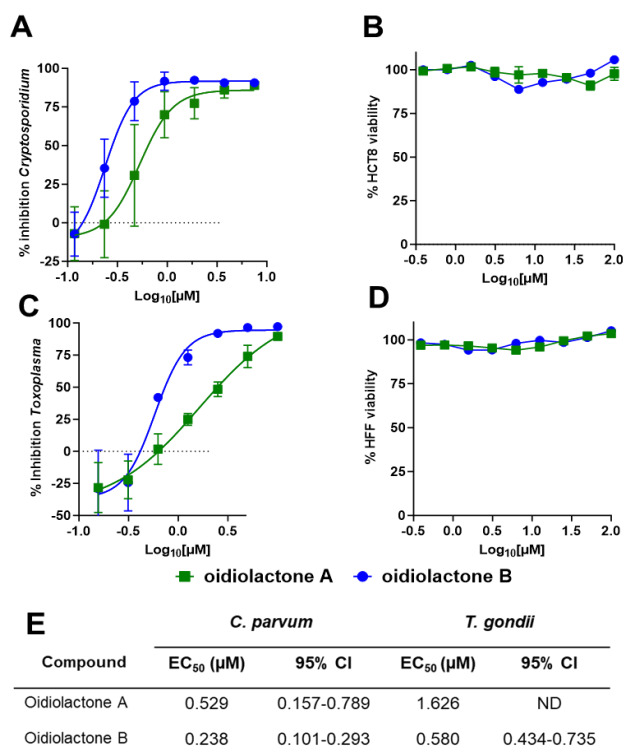 A
% inhibition Cryptosporidium
100
75
50
25
0
-25
-1.0 -0.5 0.0 0.5 1.0
Log10[µM]
B
% HCT8 viability
100
50
0
-0.5 0.0 0.5 1.0 1.5 2.0
Log10[µM]
C
% Inhibition Toxoplasma
100
75
50
25
0
-25
-50
-1.0 -0.5 0.0 0.5
Log10[µM]
D
% HFF viability
100
75
50
25
0
-0.5 0.0 0.5 1.0 1.5 2.0
Log10[µM]
oidiolactone A oidiolactone B
E
C. parvum T. gondii
Compound EC50 (µM) 95% CI EC50 (µM) 95% CI
Oidiolactone A 0.529 0.157-0.789 1.626 ND
Oidiolactone B 0.238 0.101-0.293 0.580 0.434-0.735